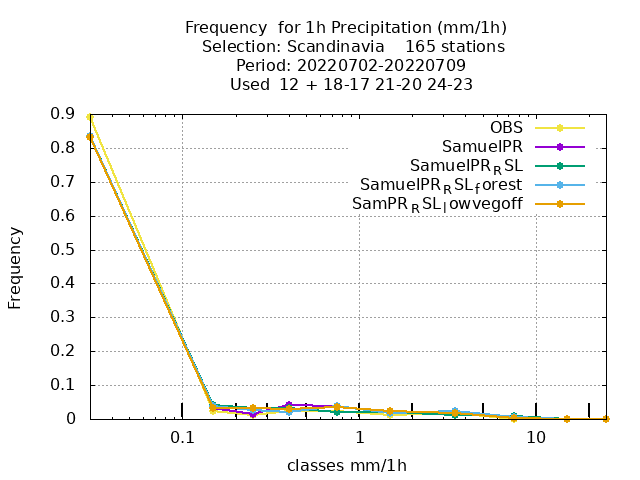 Frequency  for 1h Precipitation (mm/1h)
Selection: Scandinavia    165 stations
Period: 20220702-20220709
Used  12 + 18-17 21-20 24-23
0.9
0.8
0.7
0.6
0.5
0.4
0.3
0.2
0.1
0
Frequency
OBS
SamuelPR
SamuelPR_RSL
SamuelPR_RSL_forest
SamPR_RSL_lowvegoff
0.1 1 10
classes mm/1h